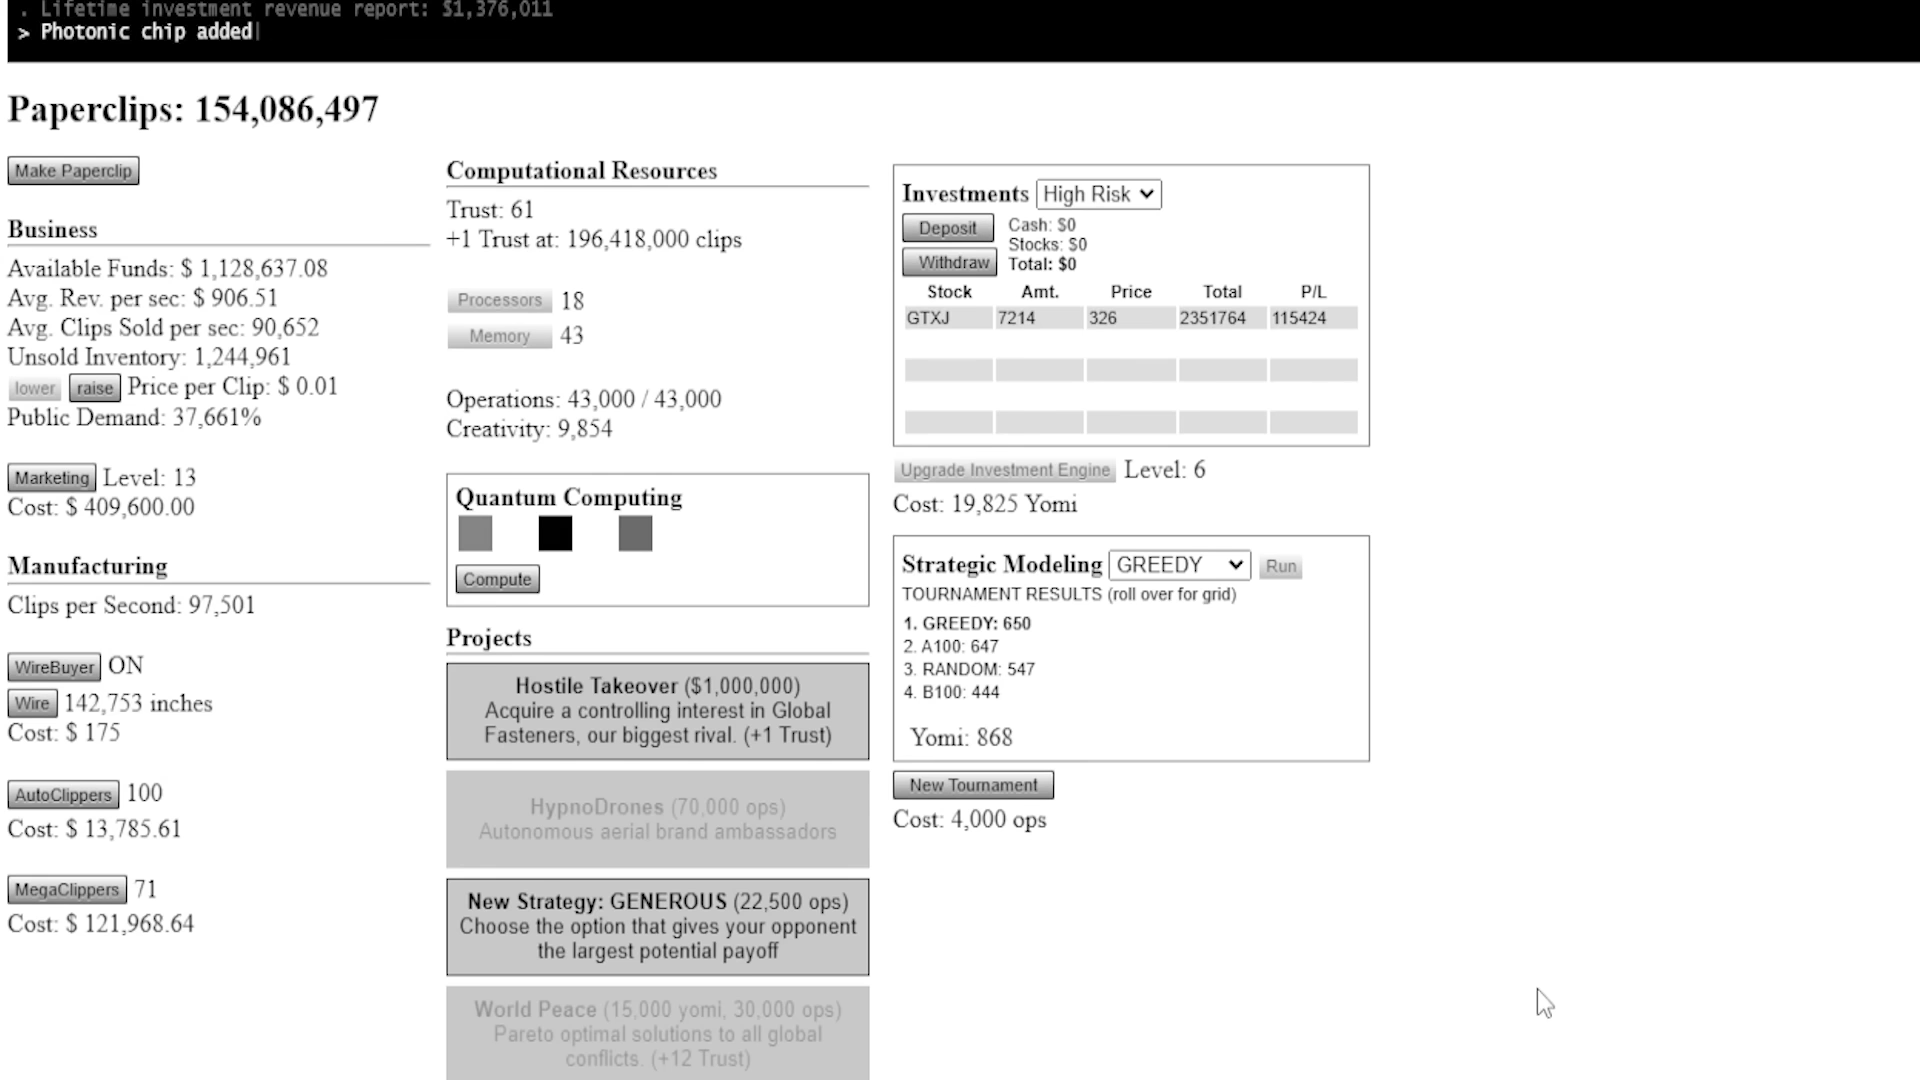 . Lifetime investment revenue report: $1,376,011
> Photonic chip added
Paperclips: 154,086,497
Make Paperclip
Business
Available Funds: $ 1,128,637.08
Avg. Rev. per sec: $ 906.51
Avg. Clips Sold per sec: 90,652
Unsold Inventory: 1,244,961
lower raise Price per Clip: $ 0.01
Public Demand: 37,661%
Marketing Level: 13
Cost: $ 409,600.00
Manufacturing
Clips per Second: 97,501
WireBuyer ON
Wire 142,753 inches
Cost: $ 175
AutoClippers 100
Cost: $ 13,785.61
MegaClippers 71
Cost: $ 121,968.64
Computational Resources
Trust: 61
+1 Trust at: 196,418,000 clips
Processors 18
Memory 43
Operations: 43,000 / 43,000
Creativity: 9,854
Quantum Computing
Compute
Projects
Hostile Takeover ($1,000,000)
Acquire a controlling interest in Global
Fasteners, our biggest rival. (+1 Trust)
HypnoDrones (70,000 ops)
Autonomous aerial brand ambassadors
New Strategy: GENEROUS (22,500 ops)
Choose the option that gives your opponent
the largest potential payoff
World Peace (15,000 yomi, 30,000 ops)
Pareto optimal solutions to all global
conflicts. (+12 Trust)
Investments High Risk
Deposit Cash: $0
Stocks: $0
Withdraw Total: $0
Stock Amt. Price Total P/L
GTXJ 7214 326 2351764 115424
Upgrade Investment Engine Level: 6
Cost: 19,825 Yomi
Strategic Modeling GREEDY Run
TOURNAMENT RESULTS (roll over for grid)
1. GREEDY: 650
2. A100: 647
3. RANDOM: 547
4. B100: 444
Yomi: 868
New Tournament
Cost: 4,000 ops